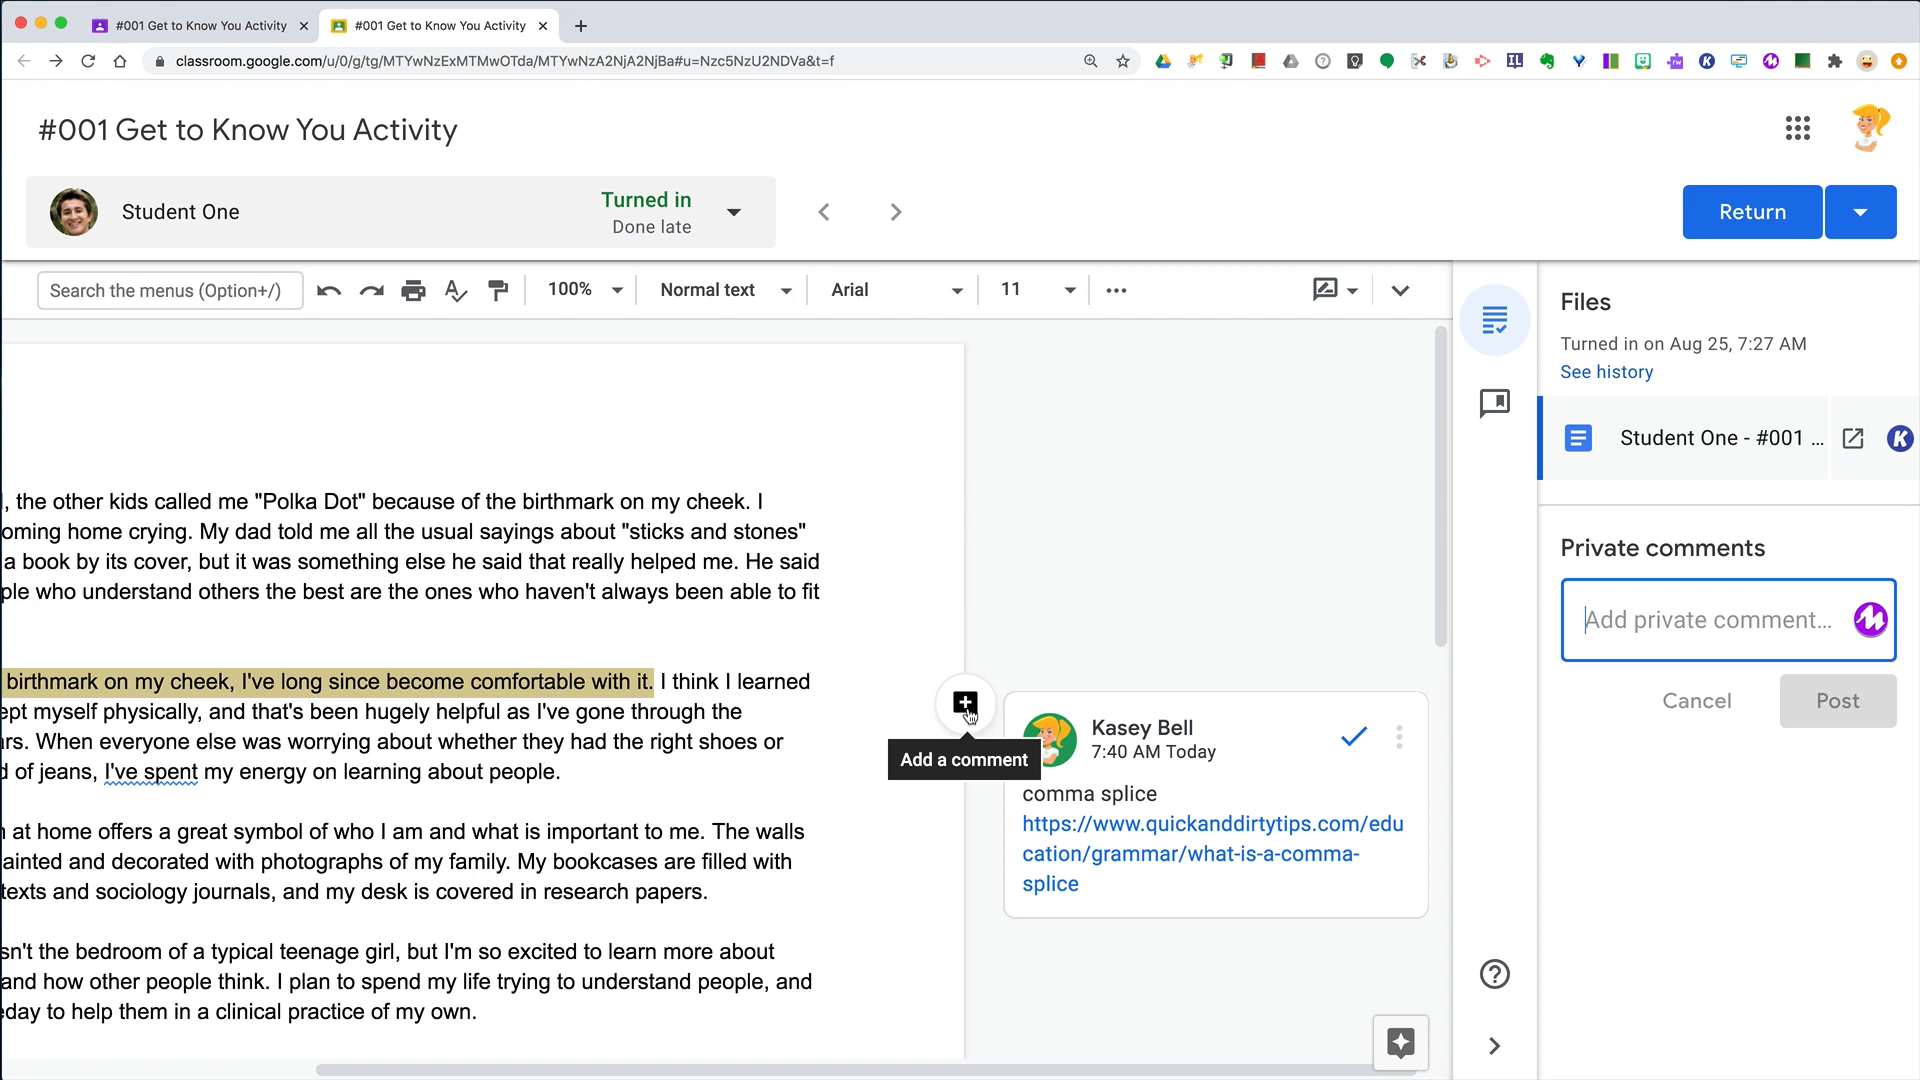 #001 Get to Know You Activity
#001 Get to Know You Activity
classroom.google.com/u/0/g/tg/MTYwNzExMTMwOTda/MTYwNzA2NjA2NjBa#u=Nzc5NzU2NDVa&t=f
#001 Get to Know You Activity
Student One
Turned in
Done late
Return
Search the menus (Option+/)
100%
Normal text
Arial
11
, the other kids called me "Polka Dot" because of the birthmark on my cheek. I
oming home crying. My dad told me all the usual sayings about "sticks and stones"
a book by its cover, but it was something else he said that really helped me. He said
ple who understand others the best are the ones who haven't always been able to fit
birthmark on my cheek, I've long since become comfortable with it. I think I learned
ept myself physically, and that's been hugely helpful as I've gone through the
rs. When everyone else was worrying about whether they had the right shoes or
d of jeans, I've spent my energy on learning about people.
at home offers a great symbol of who I am and what is important to me. The walls
ainted and decorated with photographs of my family. My bookcases are filled with
texts and sociology journals, and my desk is covered in research papers.
sn't the bedroom of a typical teenage girl, but I'm so excited to learn more about
and how other people think. I plan to spend my life trying to understand people, and
day to help them in a clinical practice of my own.
Add a comment
Kasey Bell
7:40 AM Today
comma splice
https://www.quickanddirtytips.com/edu
cation/grammar/what-is-a-comma-
splice
Files
Turned in on Aug 25, 7:27 AM
See history
Student One - #001 ...
K
Private comments
Add private comment...
Cancel
Post